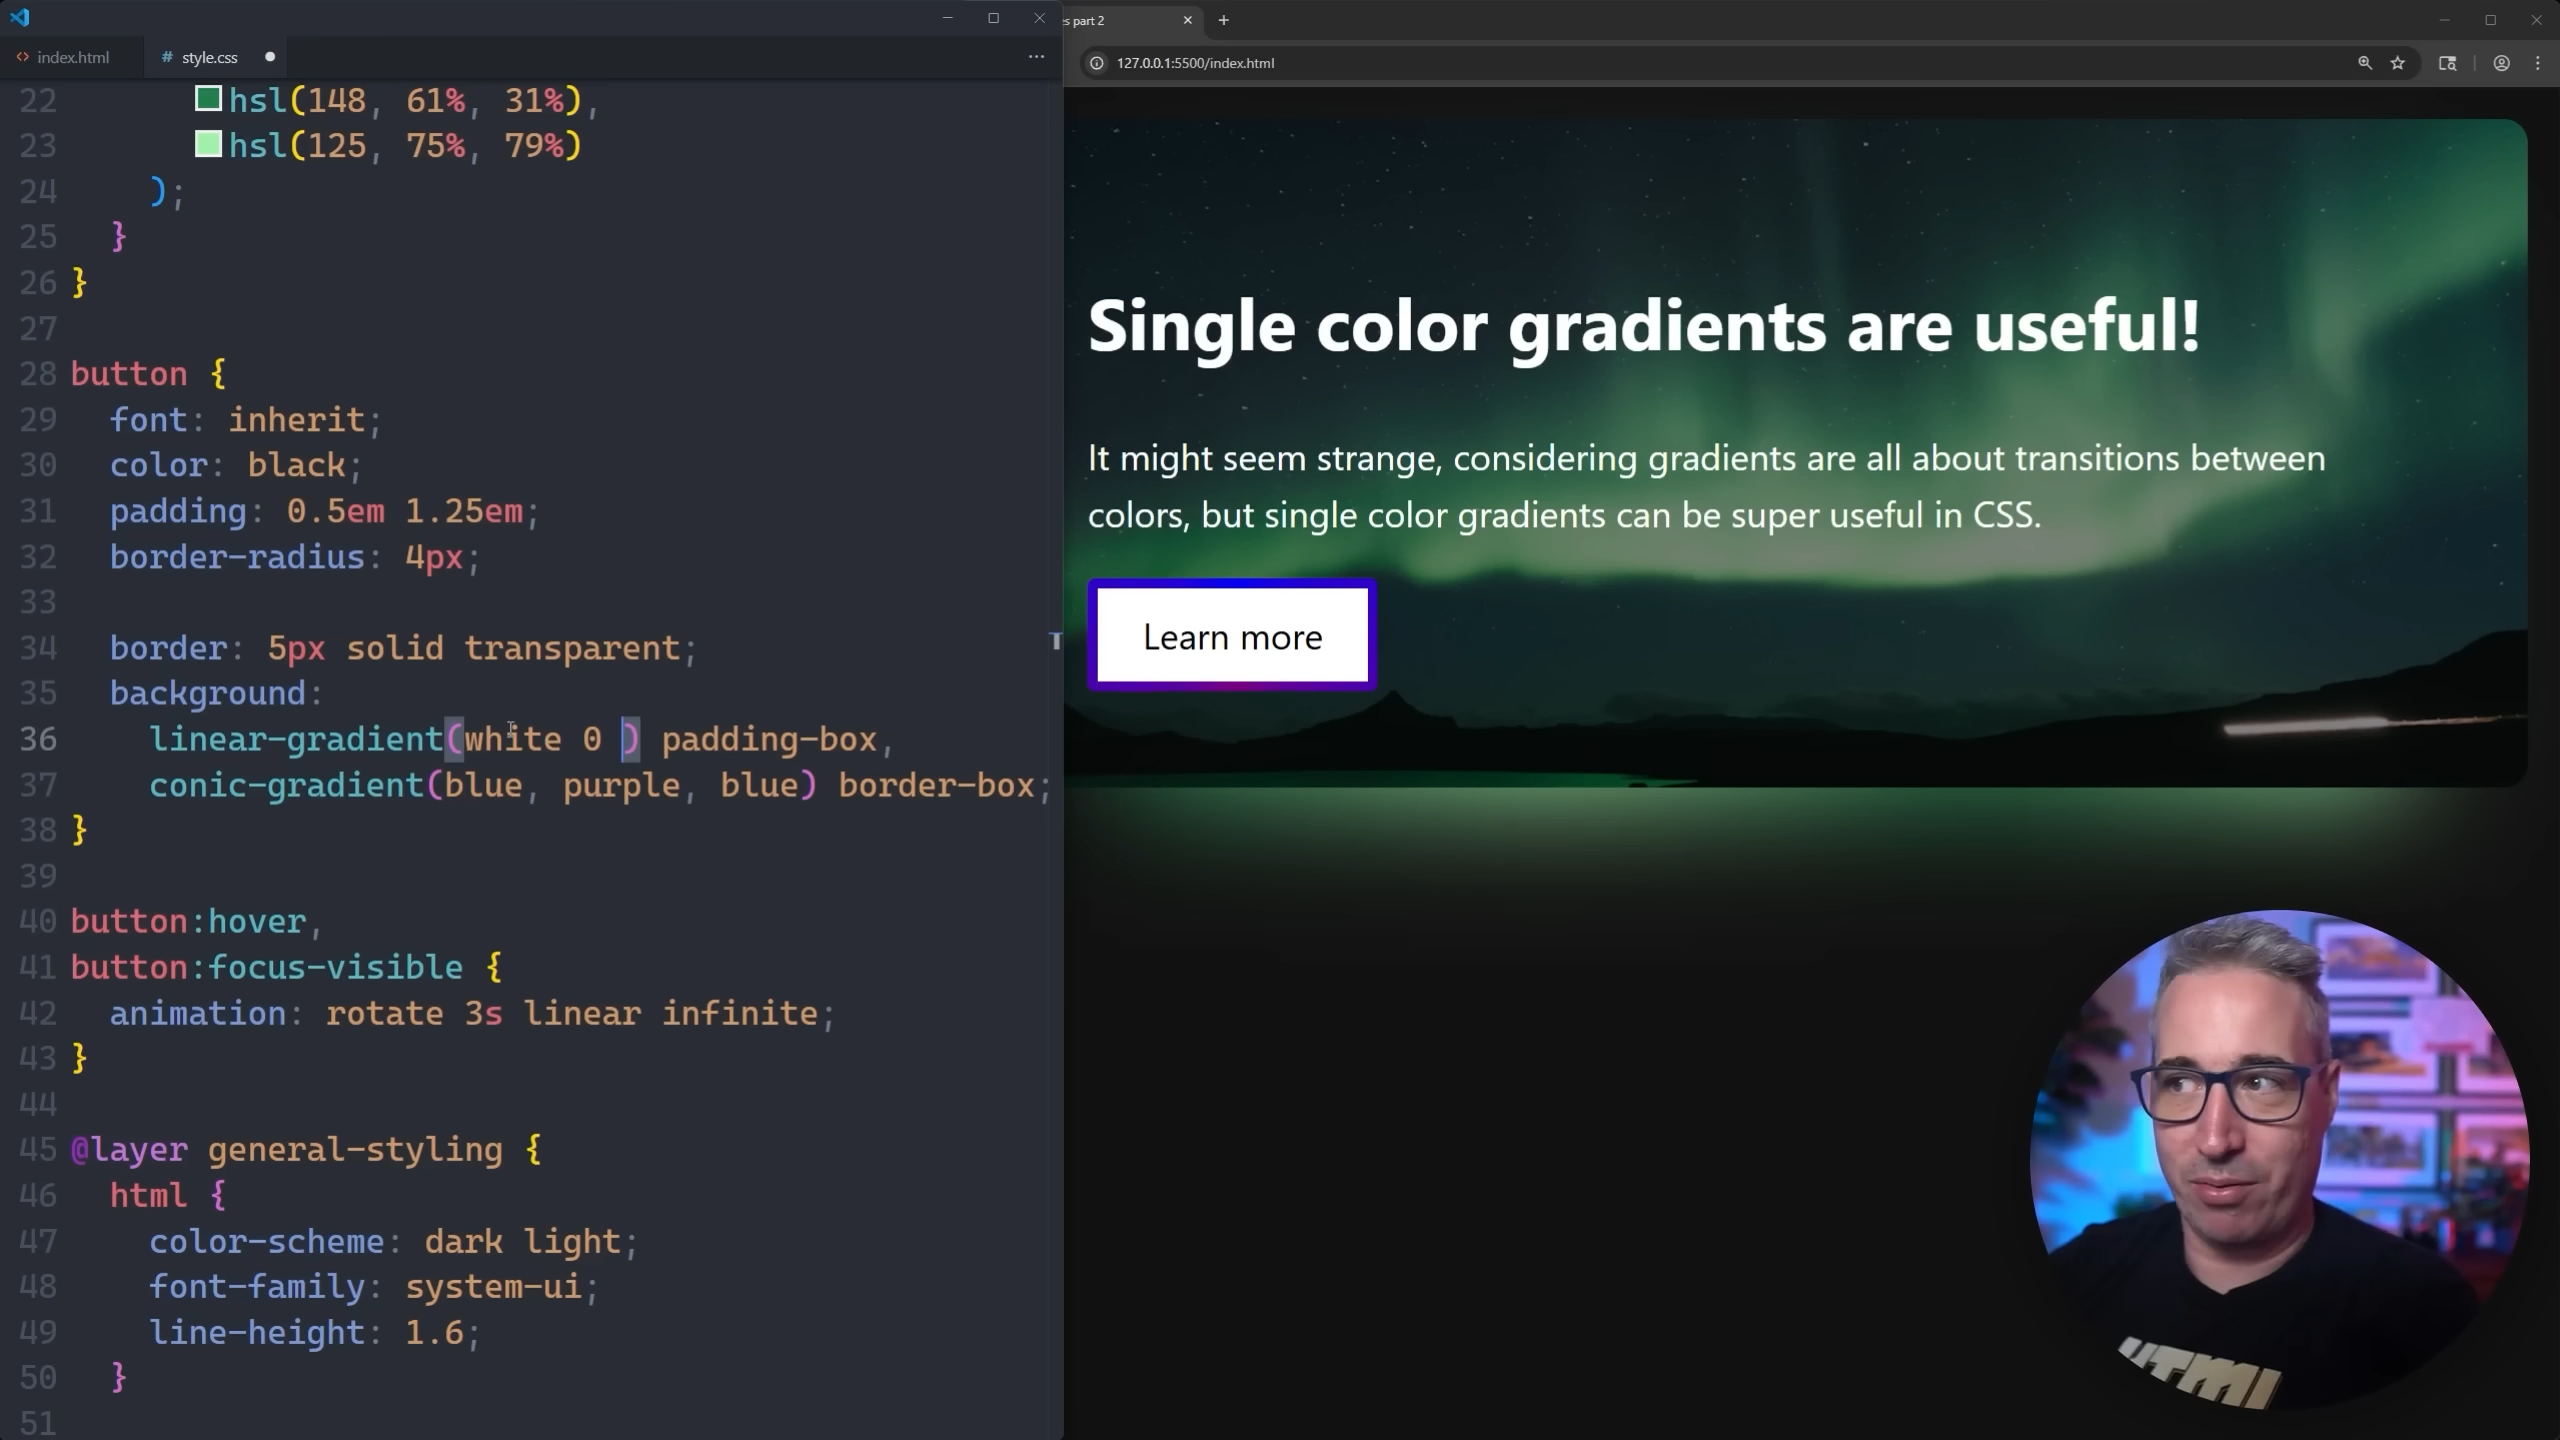 index.html
# style.css
22 hsl(148, 61%, 31%),
23 hsl(125, 75%, 79%)
24 );
25 }
26 }
27
28 button {
29 font: inherit;
30 color: black;
31 padding: 0.5em 1.25em;
32 border-radius: 4px;
33
34 border: 5px solid transparent;
35 background:
36 linear-gradient(white 0 ) padding-box,
37 conic-gradient(blue, purple, blue) border-box;
38 }
39
40 button:hover,
41 button:focus-visible {
42 animation: rotate 3s linear infinite;
43 }
44
45 @layer general-styling {
46 html {
47 color-scheme: dark light;
48 font-family: system-ui;
49 line-height: 1.6;
50 }
51
es part 2
127.0.0.1:5500/index.html
Single color gradients are useful!
It might seem strange, considering gradients are all about transitions between
colors, but single color gradients can be super useful in CSS.
Learn more